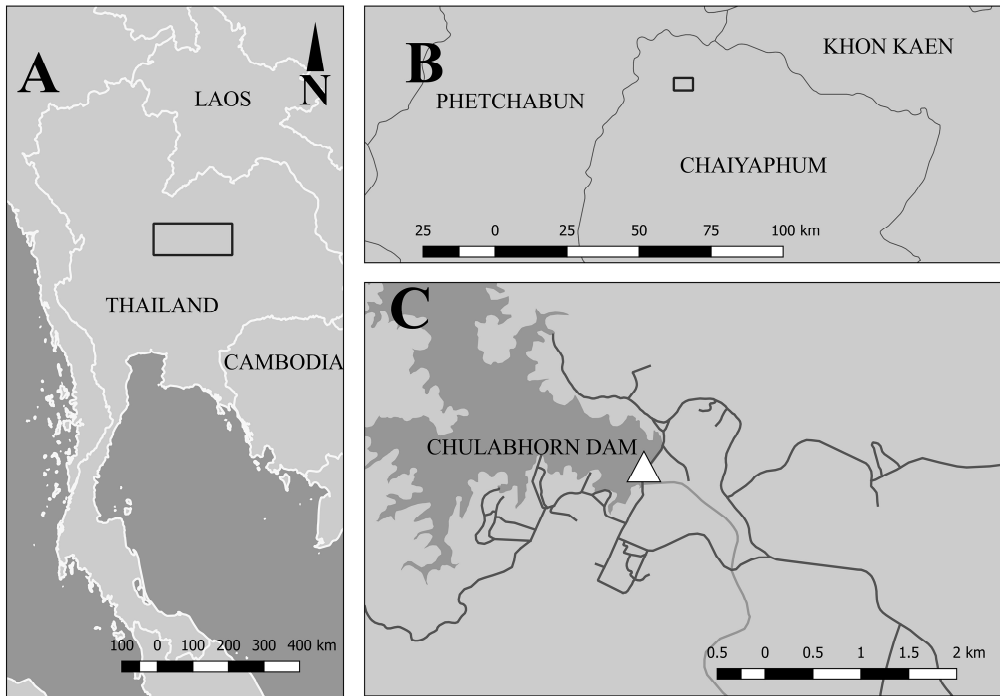 A
N
LAOS
THAILAND
CAMBODIA
100 0 100 200 300 400 km
B
KHON KAEN
PHETCHABUN
CHAIYAPHUM
25 0 25 50 75 100 km
C
CHULABHORN DAM
0.5 0 0.5 1 1.5 2 km